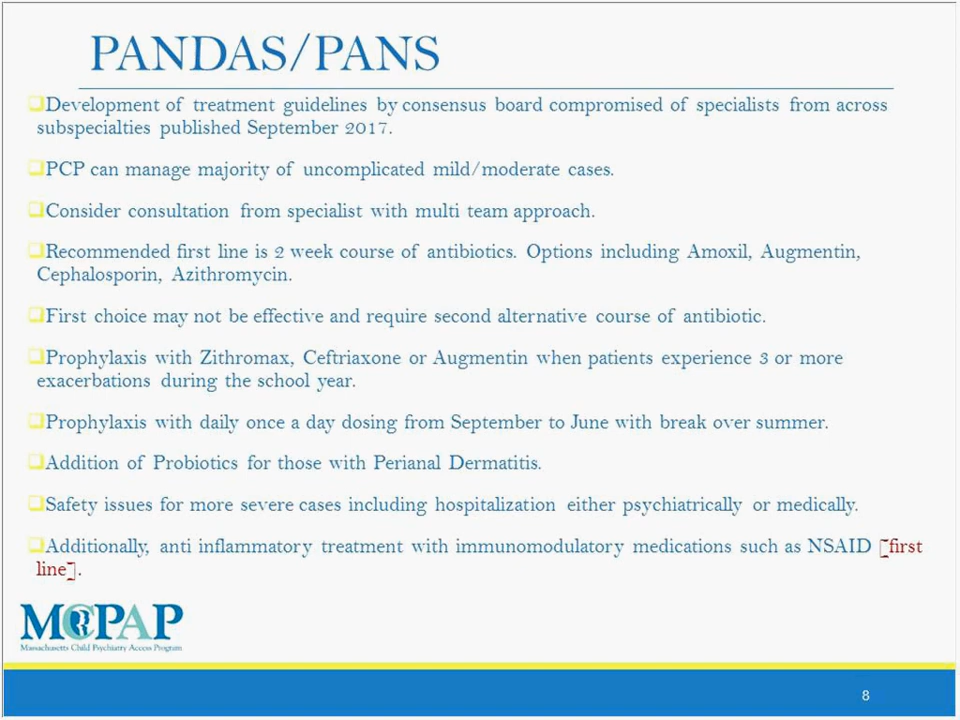 PANDAS/PANS
Development of treatment guidelines by consensus board compromised of specialists from across
subspecialties published September 2017.
PCP can manage majority of uncomplicated mild/moderate cases.
Consider consultation from specialist with multi team approach.
Recommended first line is 2 week course of antibiotics. Options including Amoxil, Augmentin,
Cephalosporin, Azithromycin.
First choice may not be effective and require second alternative course of antibiotic.
Prophylaxis with Zithromax, Ceftriaxone or Augmentin when patients experience 3 or more
exacerbations during the school year.
Prophylaxis with daily once a day dosing from September to June with break over summer.
Addition of Probiotics for those with Perianal Dermatitis.
Safety issues for more severe cases including hospitalization either psychiatrically or medically.
Additionally, anti inflammatory treatment with immunomodulatory medications such as NSAID [first
line].
MCPAP
Massachusetts Child Psychiatry Access Program
8